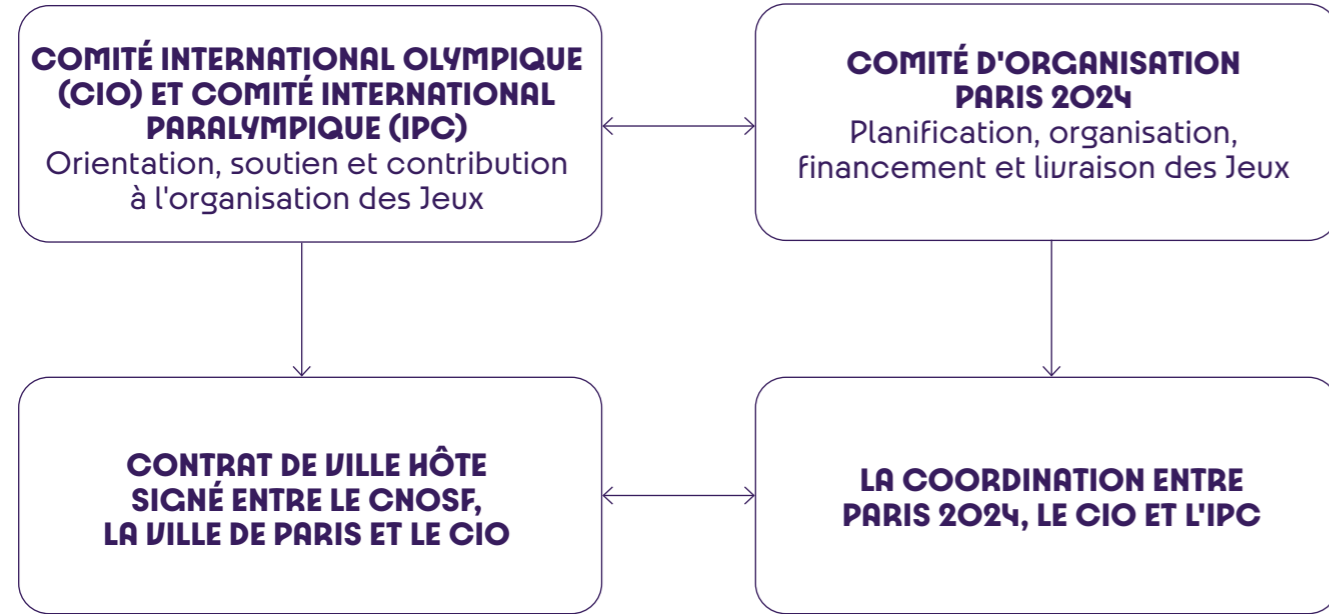 COMITÉ INTERNATIONAL OLYMPIQUE
(CIO) ET COMITÉ INTERNATIONAL
PARALYMPIQUE (IPC)
Orientation, soutien et contribution
à l'organisation des Jeux
COMITÉ D'ORGANISATION
PARIS 2024
Planification, organisation,
financement et livraison des Jeux
CONTRAT DE VILLE HÔTE
SIGNÉ ENTRE LE CNOSF,
LA VILLE DE PARIS ET LE CIO
LA COORDINATION ENTRE
PARIS 2024, LE CIO ET L'IPC